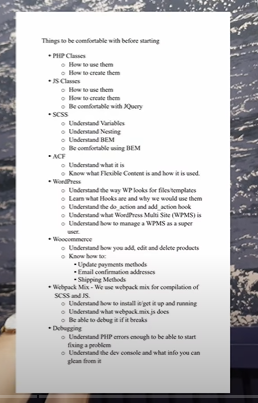 Things to be comfortable with before starting
• PHP Classes
o How to use them
o How to create them
• JS Classes
o How to use them
o How to create them
o Be comfortable with JQuery
• SCSS
o Understand Variables
o Understand Nesting
o Understand BEM
o Be comfortable using BEM
• ACF
o Understand what it is
o Know what Flexible Content is and how it is used.
• WordPress
o Understand the way WP looks for files/templates
o Learn what Hooks are and why we would use them
o Understand the do_action and add_action hook
o Understand what WordPress Multi Site (WPMS) is
o Understand how to manage a WPMS as a super
user.
• Woocommerce
o Understand how you add, edit and delete products
o Know how to:
• Update payments methods
• Email confirmation addresses
• Shipping Methods
• Webpack Mix - We use webpack mix for compilation of
SCSS and JS.
o Understand how to install it/get it up and running
o Understand what webpack.mix.js does
o Be able to debug it if it breaks
• Debugging
o Understand PHP errors enough to be able to start
fixing a problem
o Understand the dev console and what info you can
glean from it